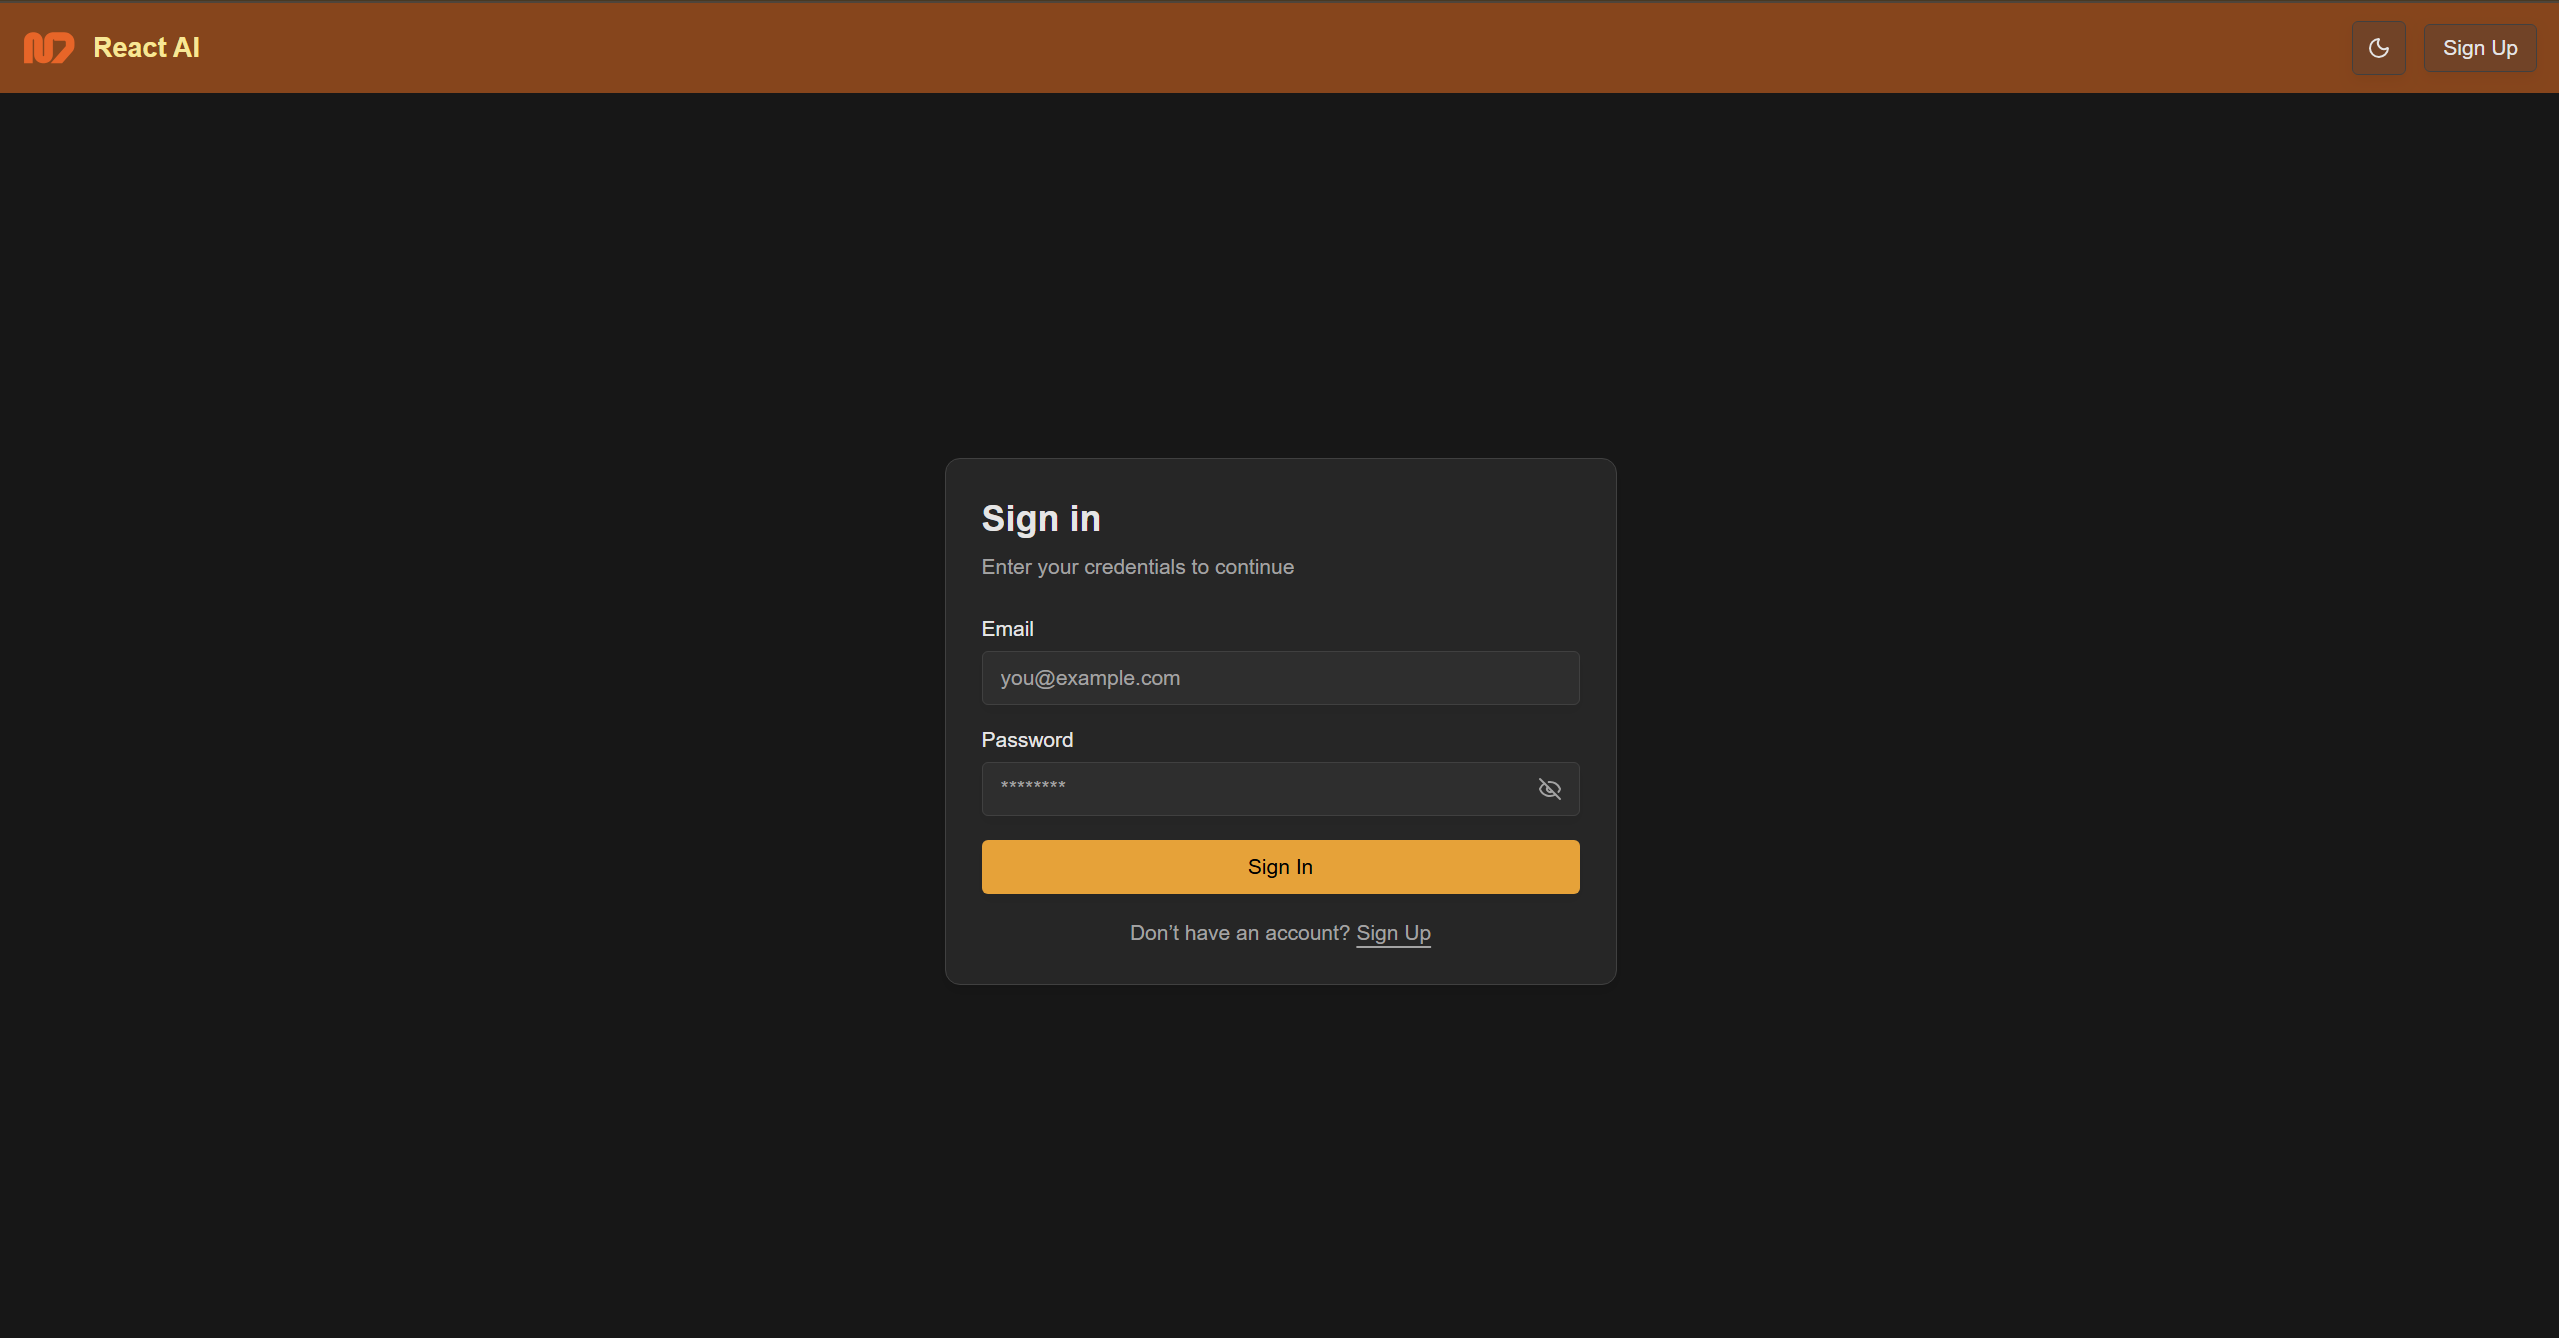 React AI
Sign Up
Sign in
Enter your credentials to continue
Email
you@example.com
Password
********
Sign In
Don’t have an account? Sign Up